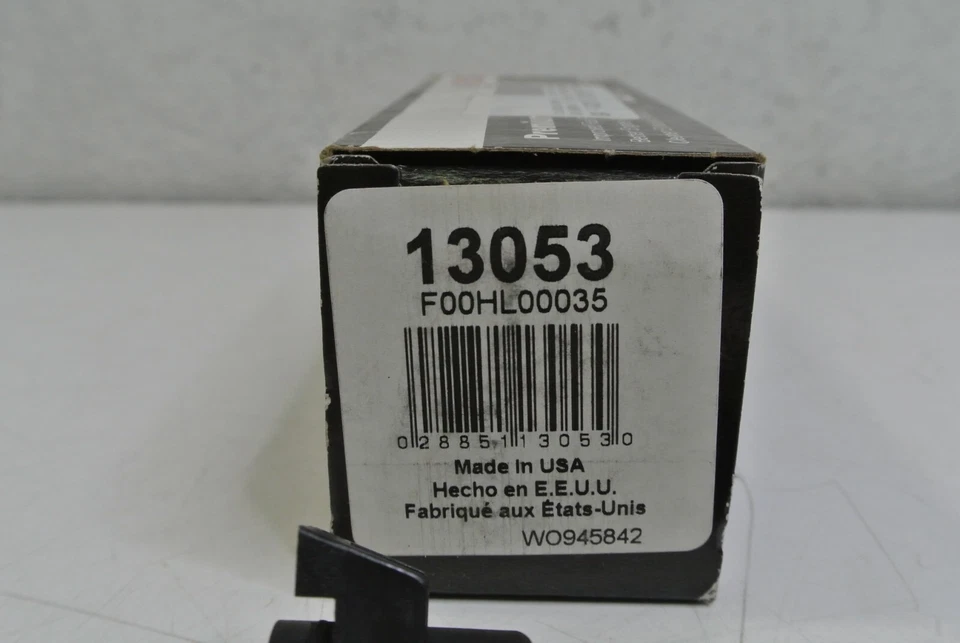 13053
F00HL00035
0 28851 13053 0
Made in USA
Hecho en E.E.U.U.
Fabriqué aux États-Unis
WO945842